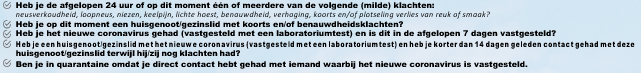 Heb je de afgelopen 24 uur of op dit moment één of meerdere van de volgende (milde) klachten:
neusverkoudheid, loopneus, niezen, keelpijn, lichte hoest, benauwdheid, verhoging, koorts en/of plotseling verlies van reuk of smaak?
Heb je op dit moment een huisgenoot/gezinslid met koorts en/of benauwdheidsklachten?
Heb je het nieuwe coronavirus gehad (vastgesteld met een laboratoriumtest) en is dit in de afgelopen 7 dagen vastgesteld?
Heb je een huisgenoot/gezinslid met het nieuwe coronavirus (vastgesteld met een laboratoriumtest) en heb je korter dan 14 dagen geleden contact gehad met deze
huisgenoot/gezinslid terwijl hij/zij nog klachten had?
Ben je in quarantaine omdat je direct contact hebt gehad met iemand waarbij het nieuwe coronavirus is vastgesteld.